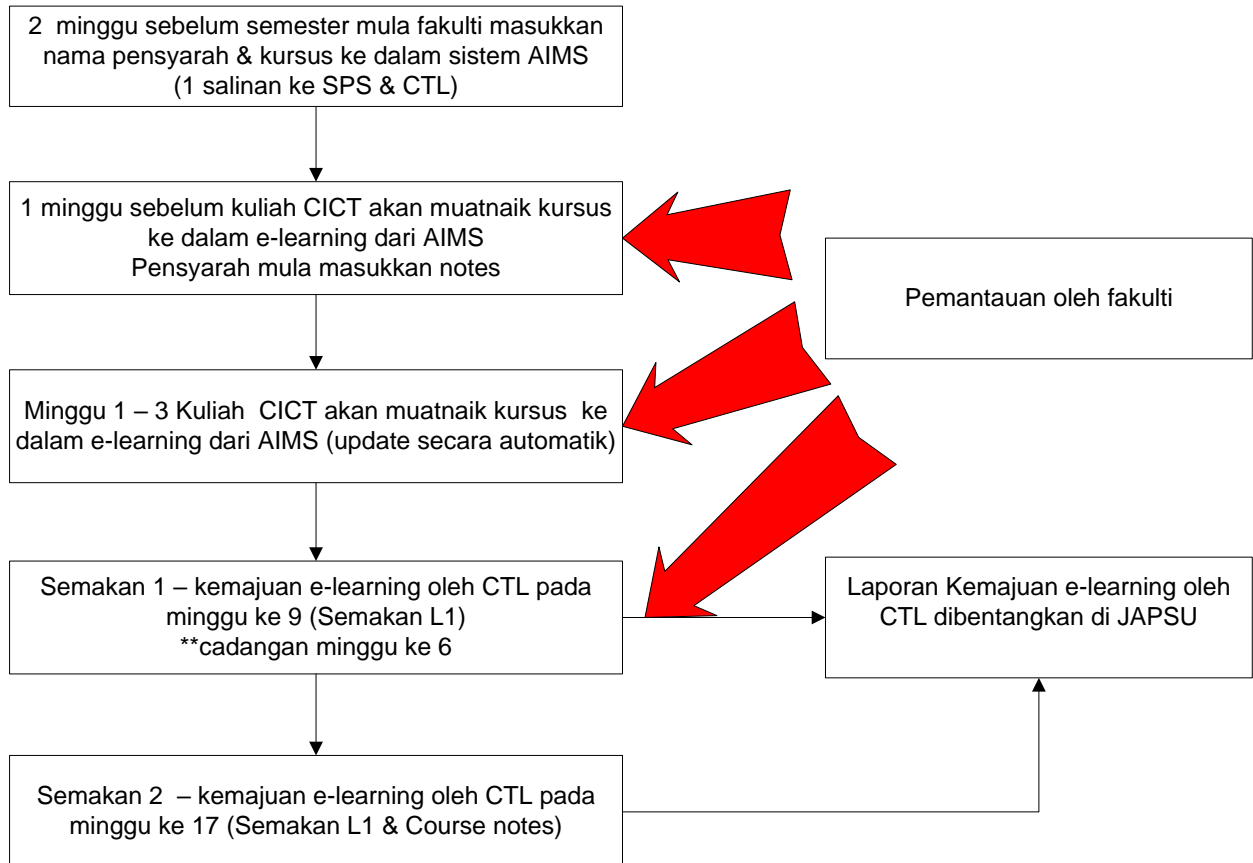 2 minggu sebelum semester mula fakulti masukkan
nama pensyarah & kursus ke dalam sistem AIMS
(1 salinan ke SPS & CTL)
1 minggu sebelum kuliah CICT akan muatnaik kursus
ke dalam e-learning dari AIMS
Pensyarah mula masukkan notes
Pemantauan oleh fakulti
Minggu 1 – 3 Kuliah CICT akan muatnaik kursus ke
dalam e-learning dari AIMS (update secara automatik)
Semakan 1 – kemajuan e-learning oleh CTL pada
minggu ke 9 (Semakan L1)
**cadangan minggu ke 6
Laporan Kemajuan e-learning oleh
CTL dibentangkan di JAPSU
Semakan 2 – kemajuan e-learning oleh CTL pada
minggu ke 17 (Semakan L1 & Course notes)